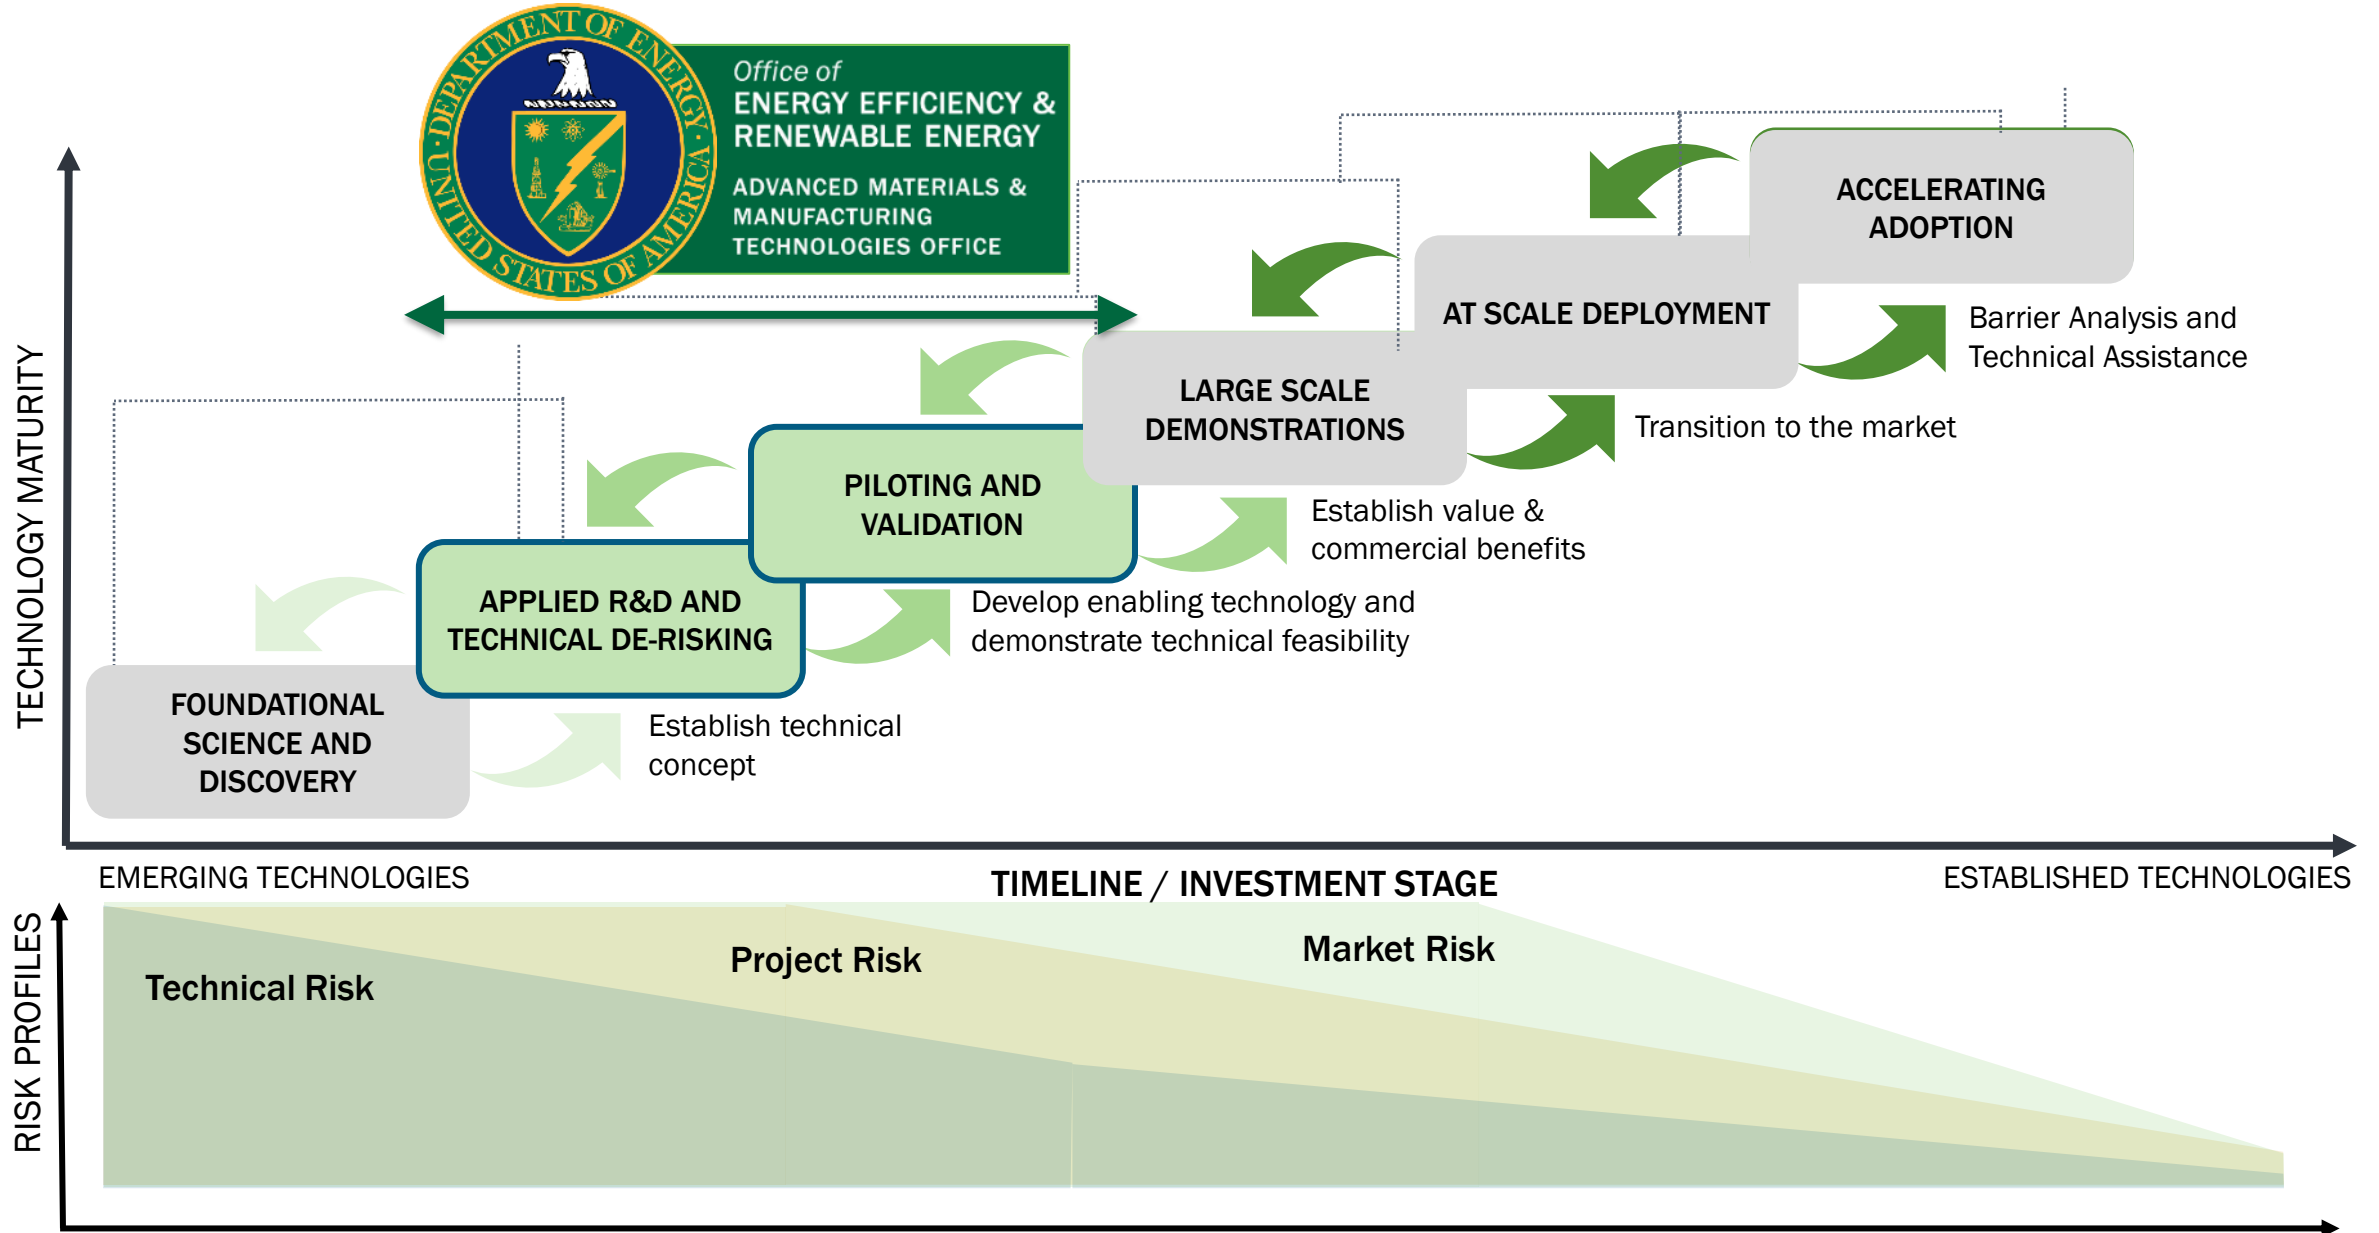 DEPARTMENT OF ENERGY
UNITED STATES OF AMERICA
Office of
ENERGY EFFICIENCY &
RENEWABLE ENERGY
ADVANCED MATERIALS &
MANUFACTURING
TECHNOLOGIES OFFICE
TECHNOLOGY MATURITY
ACCELERATING
ADOPTION
AT SCALE DEPLOYMENT
Barrier Analysis and
Technical Assistance
LARGE SCALE
DEMONSTRATIONS
Transition to the market
PILOTING AND
VALIDATION
Establish value &
commercial benefits
APPLIED R&D AND
TECHNICAL DE-RISKING
Develop enabling technology and
demonstrate technical feasibility
FOUNDATIONAL
SCIENCE AND
DISCOVERY
Establish technical
concept
EMERGING TECHNOLOGIES
TIMELINE / INVESTMENT STAGE
ESTABLISHED TECHNOLOGIES
RISK PROFILES
Technical Risk
Project Risk
Market Risk